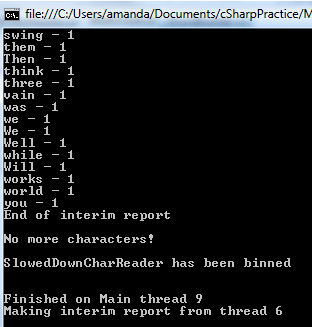 file:///C:/Users/amanda/Documents/cSharpPractice/M
swing - 1
them - 1
Then - 1
think - 1
three - 1
vain - 1
was - 1
we - 1
We - 1
Well - 1
while - 1
Will - 1
works - 1
world - 1
you - 1
End of interim report
No more characters!
SlowedDownCharReader has been binned
Finished on Main thread 9
Making interim report from thread 6